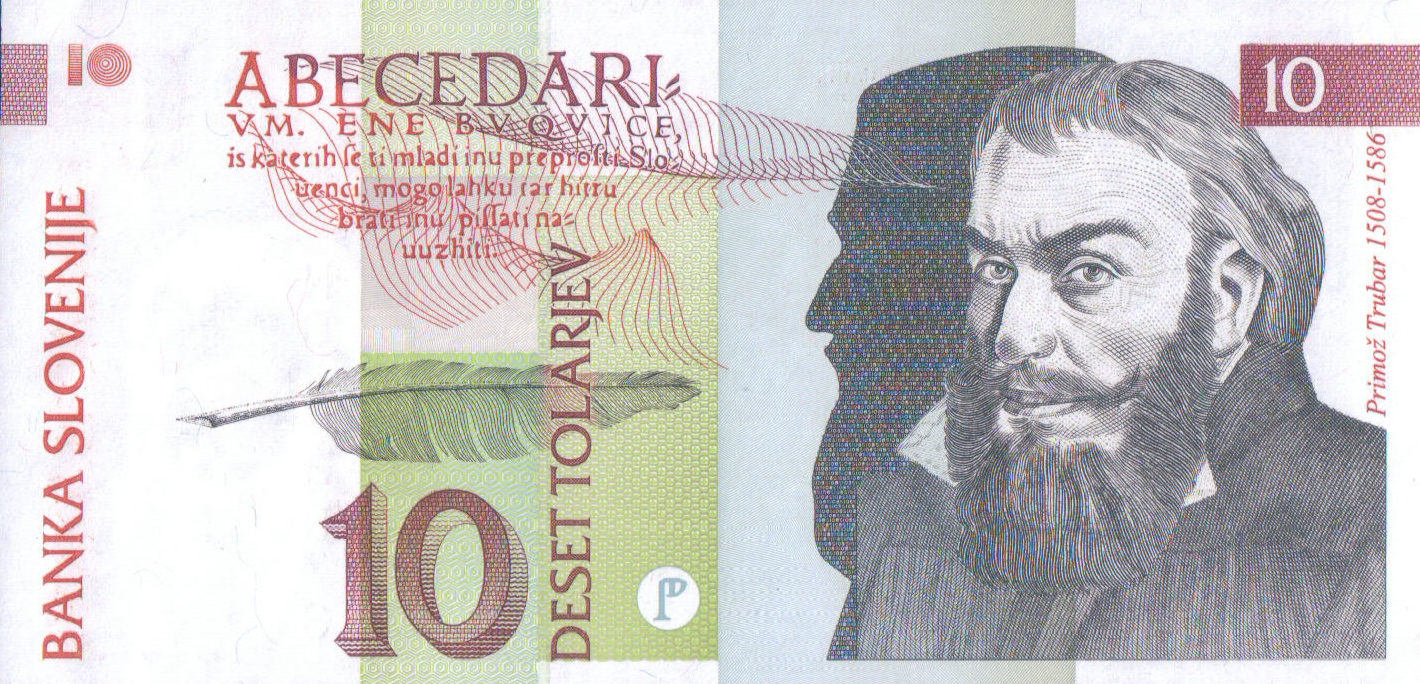 BANKA SLOVENIJE
10
ABECEDARI⸗
VM. ENE BVQVICE,
is katerih ſe ti mladi inu preproſti Slo⸗
uenci, mogo lahku tar hitru
brati inu piſſati na⸗
uuzhiti.
DESET TOLARJEV
10
P
10
Primož Trubar 1508-1586